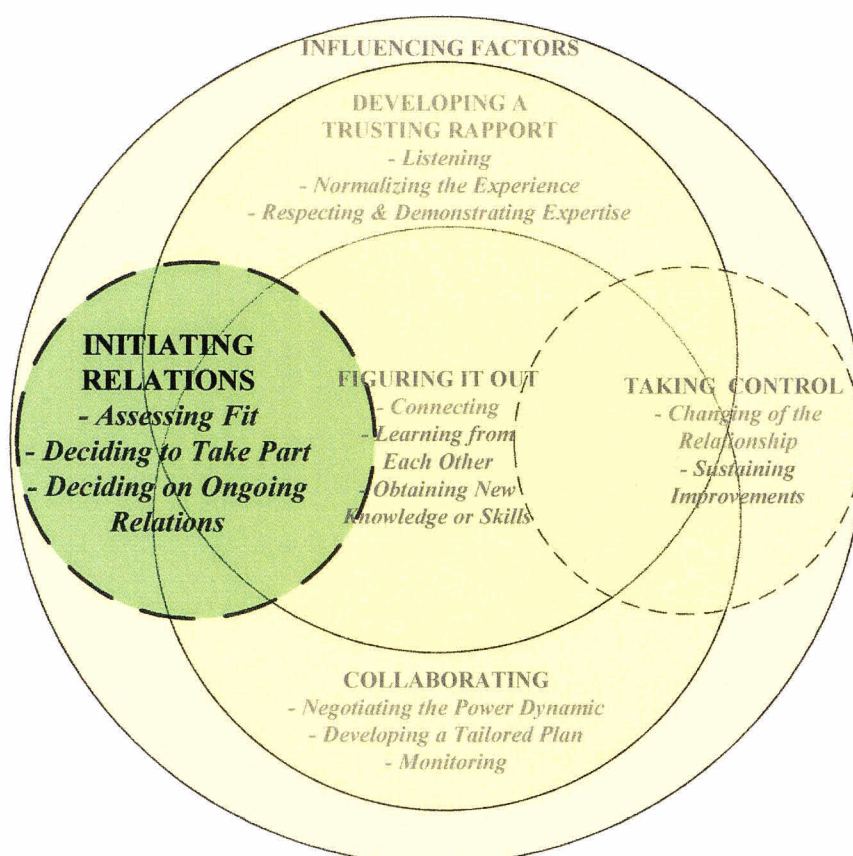 INFLUENCING FACTORS
DEVELOPING A
TRUSTING RAPPORT
- Listening
- Normalizing the Experience
- Respecting & Demonstrating Expertise
INITIATING
RELATIONS
- Assessing Fit
- Deciding to Take Part
- Deciding on Ongoing
Relations
FIGURING IT OUT
- Connecting
- Learning from
Each Other
- Obtaining New
Knowledge or Skills
TAKING CONTROL
- Changing of the
Relationship
- Sustaining
Improvements
COLLABORATING
- Negotiating the Power Dynamic
- Developing a Tailored Plan
- Monitoring